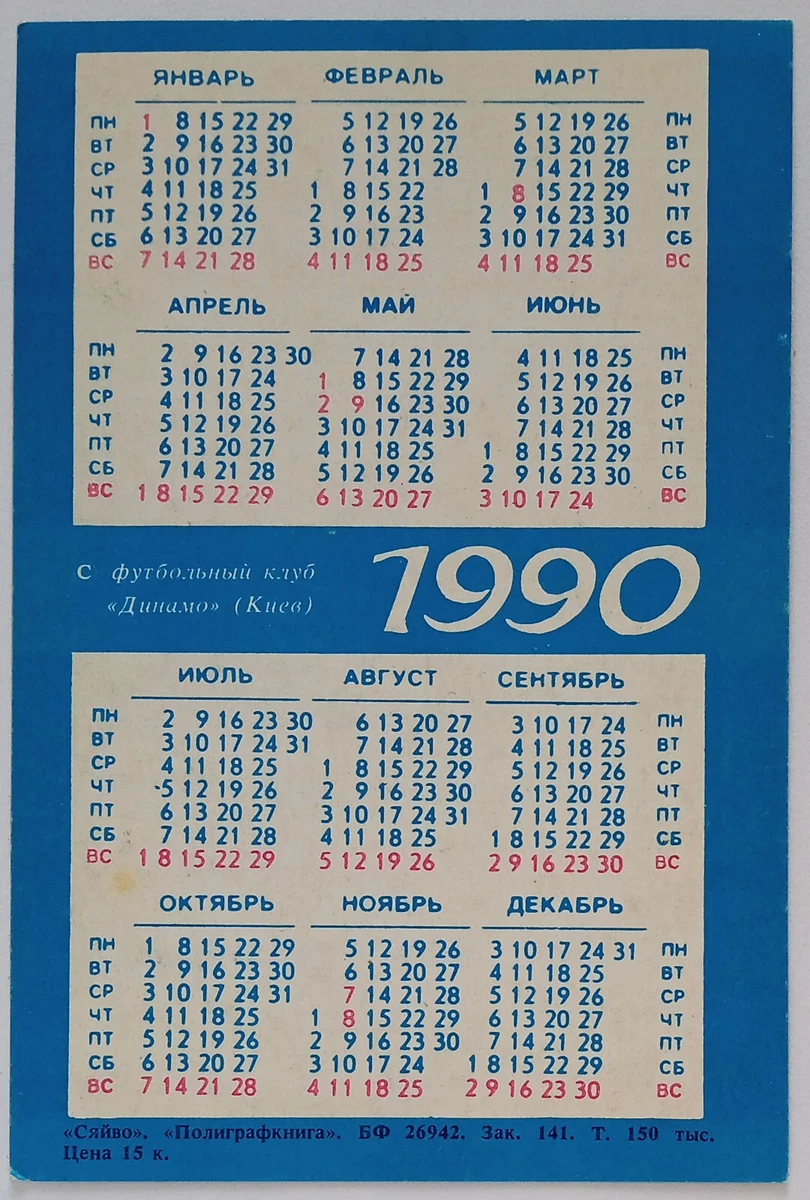 ЯНВАРЬ ФЕВРАЛЬ МАРТ
ПН 1 8 15 22 29 5 12 19 26 5 12 19 26 ПН
ВТ 2 9 16 23 30 6 13 20 27 6 13 20 27 ВТ
СР 3 10 17 24 31 7 14 21 28 7 14 21 28 СР
ЧТ 4 11 18 25 1 8 15 22 1 8 15 22 29 ЧТ
ПТ 5 12 19 26 2 9 16 23 2 9 16 23 30 ПТ
СБ 6 13 20 27 3 10 17 24 3 10 17 24 31 СБ
ВС 7 14 21 28 4 11 18 25 4 11 18 25 ВС
АПРЕЛЬ МАЙ ИЮНЬ
ПН 2 9 16 23 30 7 14 21 28 4 11 18 25 ПН
ВТ 3 10 17 24 1 8 15 22 29 5 12 19 26 ВТ
СР 4 11 18 25 2 9 16 23 30 6 13 20 27 СР
ЧТ 5 12 19 26 3 10 17 24 31 7 14 21 28 ЧТ
ПТ 6 13 20 27 4 11 18 25 1 8 15 22 29 ПТ
СБ 7 14 21 28 5 12 19 26 2 9 16 23 30 СБ
ВС 1 8 15 22 29 6 13 20 27 3 10 17 24 ВС
С футбольный клуб
«Динамо» (Киев)
1990
ИЮЛЬ АВГУСТ СЕНТЯБРЬ
ПН 2 9 16 23 30 6 13 20 27 3 10 17 24 ПН
ВТ 3 10 17 24 31 7 14 21 28 4 11 18 25 ВТ
СР 4 11 18 25 1 8 15 22 29 5 12 19 26 СР
ЧТ 5 12 19 26 2 9 16 23 30 6 13 20 27 ЧТ
ПТ 6 13 20 27 3 10 17 24 31 7 14 21 28 ПТ
СБ 7 14 21 28 4 11 18 25 1 8 15 22 29 СБ
ВС 1 8 15 22 29 5 12 19 26 2 9 16 23 30 ВС
ОКТЯБРЬ НОЯБРЬ ДЕКАБРЬ
ПН 1 8 15 22 29 5 12 19 26 3 10 17 24 31 ПН
ВТ 2 9 16 23 30 6 13 20 27 4 11 18 25 ВТ
СР 3 10 17 24 31 7 14 21 28 5 12 19 26 СР
ЧТ 4 11 18 25 1 8 15 22 29 6 13 20 27 ЧТ
ПТ 5 12 19 26 2 9 16 23 30 7 14 21 28 ПТ
СБ 6 13 20 27 3 10 17 24 1 8 15 22 29 СБ
ВС 7 14 21 28 4 11 18 25 2 9 16 23 30 ВС
«Сяйво». «Полиграфкнига». БФ 26942. Зак. 141. Т. 150 тыс.
Цена 15 к.